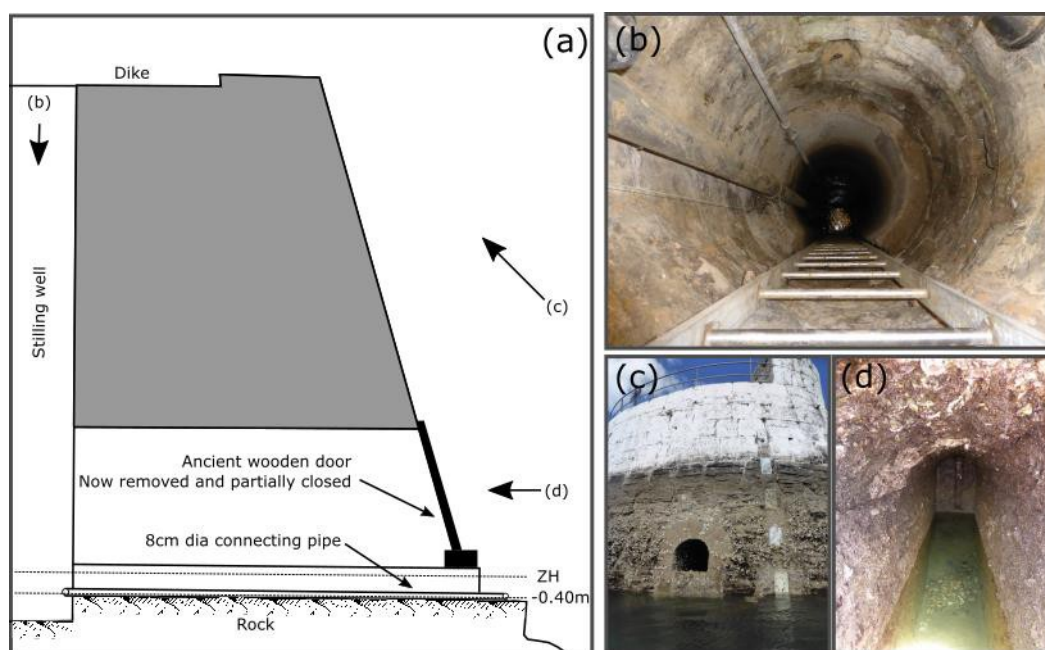 (a)
Dike
(b)
Stilling well
(c)
Ancient wooden door
Now removed and partially closed
(d)
8cm dia connecting pipe
ZH
-0.40m
Rock
(b)
(c)
(d)